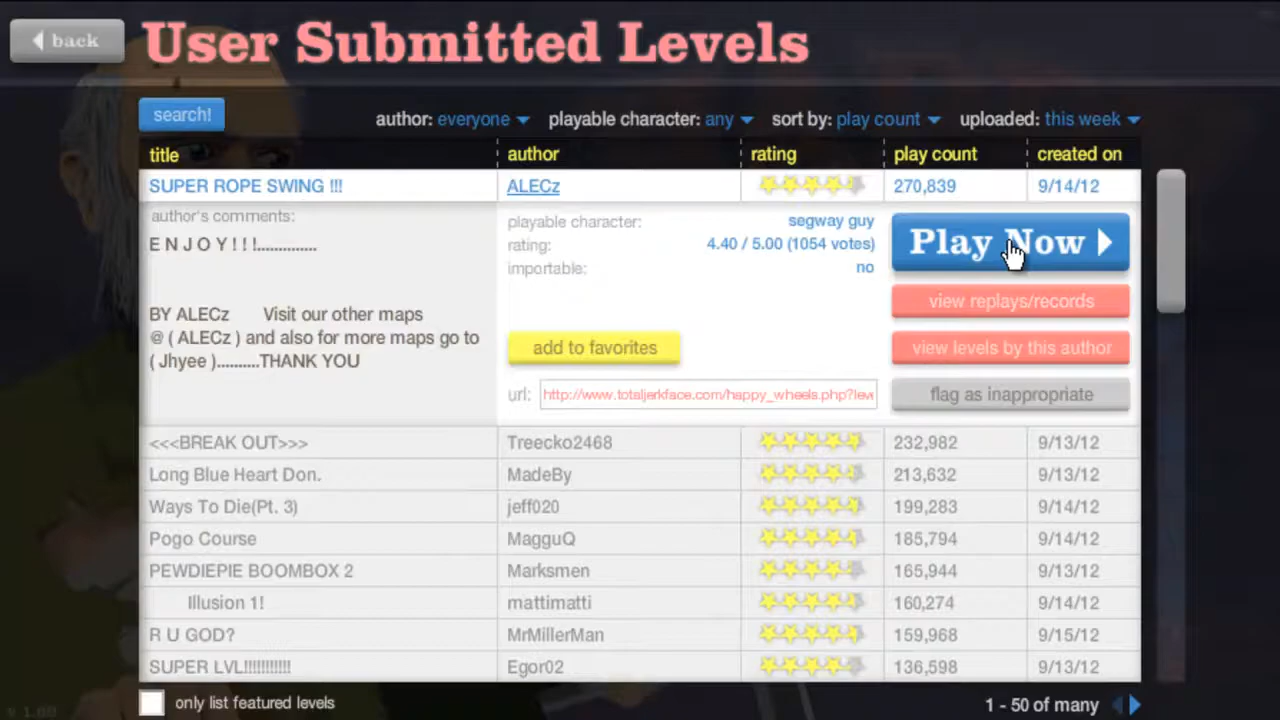 back
User Submitted Levels
search!
author: everyone
playable character: any
sort by: play count
uploaded: this week
title author rating play count created on
SUPER ROPE SWING !!! ALECz 270,839 9/14/12
author's comments:
E N J O Y ! ! !..............
BY ALECz Visit our other maps
@ ( ALECz ) and also for more maps go to
( Jhyee )..........THANK YOU
playable character: segway guy
rating: 4.40 / 5.00 (1054 votes)
importable: no
add to favorites
url: http://www.totaljerkface.com/happy_wheels.php?leve
Play Now
view replays/records
view levels by this author
flag as inappropriate
<<<BREAK OUT>>> Treecko2468 232,982 9/13/12
Long Blue Heart Don. MadeBy 213,632 9/13/12
Ways To Die(Pt. 3) jeff020 199,283 9/14/12
Pogo Course MagguQ 185,794 9/14/12
PEWDIEPIE BOOMBOX 2 Marksmen 165,944 9/13/12
Illusion 1! mattimatti 160,274 9/14/12
R U GOD? MrMillerMan 159,968 9/15/12
SUPER LVL!!!!!!!!!!! Egor02 136,598 9/13/12
only list featured levels
1 - 50 of many